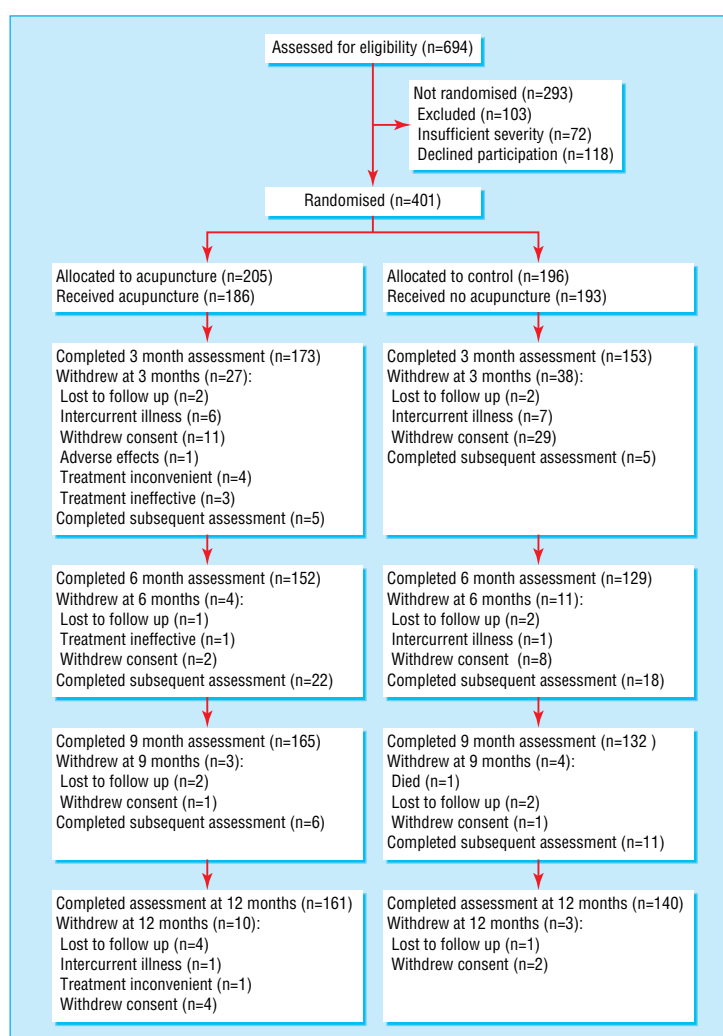 Assessed for eligibility (n=694)
Not randomised (n=293)
Excluded (n=103)
Insufficient severity (n=72)
Declined participation (n=118)
Randomised (n=401)
Allocated to acupuncture (n=205)
Received acupuncture (n=186)
Allocated to control (n=196)
Received no acupuncture (n=193)
Completed 3 month assessment (n=173)
Withdrew at 3 months (n=27):
Lost to follow up (n=2)
Intercurrent illness (n=6)
Withdrew consent (n=11)
Adverse effects (n=1)
Treatment inconvenient (n=4)
Treatment ineffective (n=3)
Completed subsequent assessment (n=5)
Completed 3 month assessment (n=153)
Withdrew at 3 months (n=38):
Lost to follow up (n=2)
Intercurrent illness (n=7)
Withdrew consent (n=29)
Completed subsequent assessment (n=5)
Completed 6 month assessment (n=152)
Withdrew at 6 months (n=4):
Lost to follow up (n=1)
Treatment ineffective (n=1)
Withdrew consent (n=2)
Completed subsequent assessment (n=22)
Completed 6 month assessment (n=129)
Withdrew at 6 months (n=11):
Lost to follow up (n=2)
Intercurrent illness (n=1)
Withdrew consent (n=8)
Completed subsequent assessment (n=18)
Completed 9 month assessment (n=165)
Withdrew at 9 months (n=3):
Lost to follow up (n=2)
Withdrew consent (n=1)
Completed subsequent assessment (n=6)
Completed 9 month assessment (n=132 )
Withdrew at 9 months (n=4):
Died (n=1)
Lost to follow up (n=2)
Withdrew consent (n=1)
Completed subsequent assessment (n=11)
Completed assessment at 12 months (n=161)
Withdrew at 12 months (n=10):
Lost to follow up (n=4)
Intercurrent illness (n=1)
Treatment inconvenient (n=1)
Withdrew consent (n=4)
Completed assessment at 12 months (n=140)
Withdrew at 12 months (n=3):
Lost to follow up (n=1)
Withdrew consent (n=2)